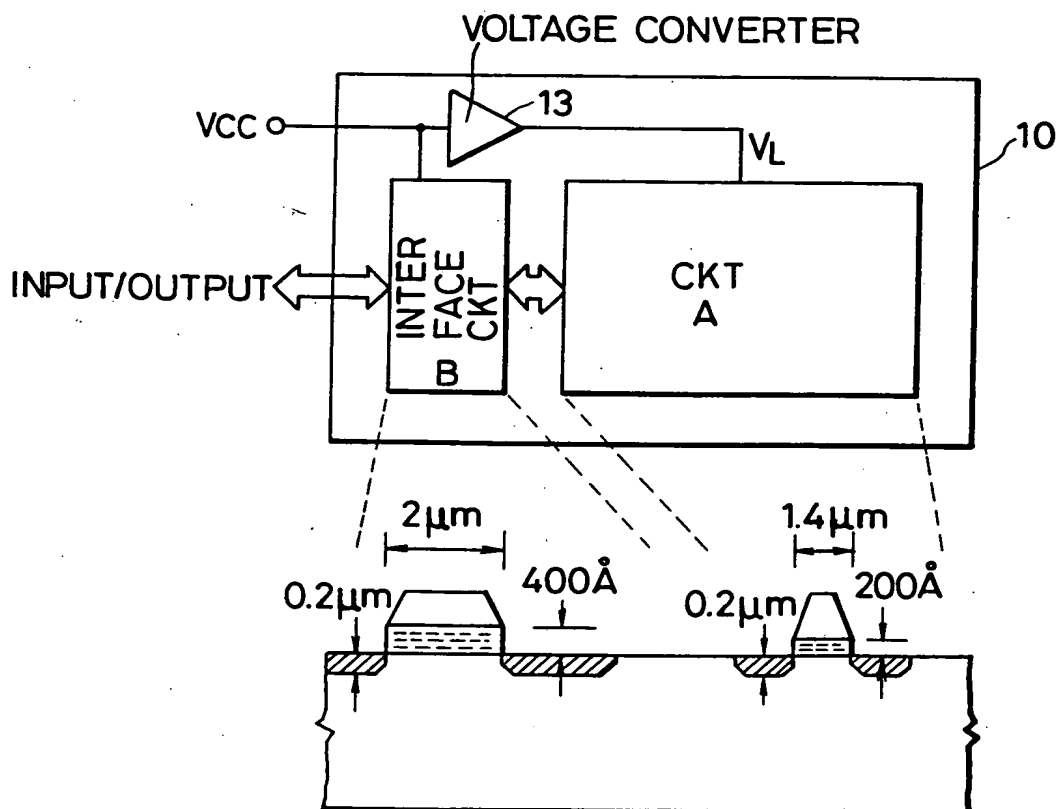 VOLTAGE CONVERTER
13
VCC
VL
10
INPUT/OUTPUT
INTER
FACE
CKT
B
CKT
A
2μm
1.4μm
0.2μm
400Å
0.2μm
200Å